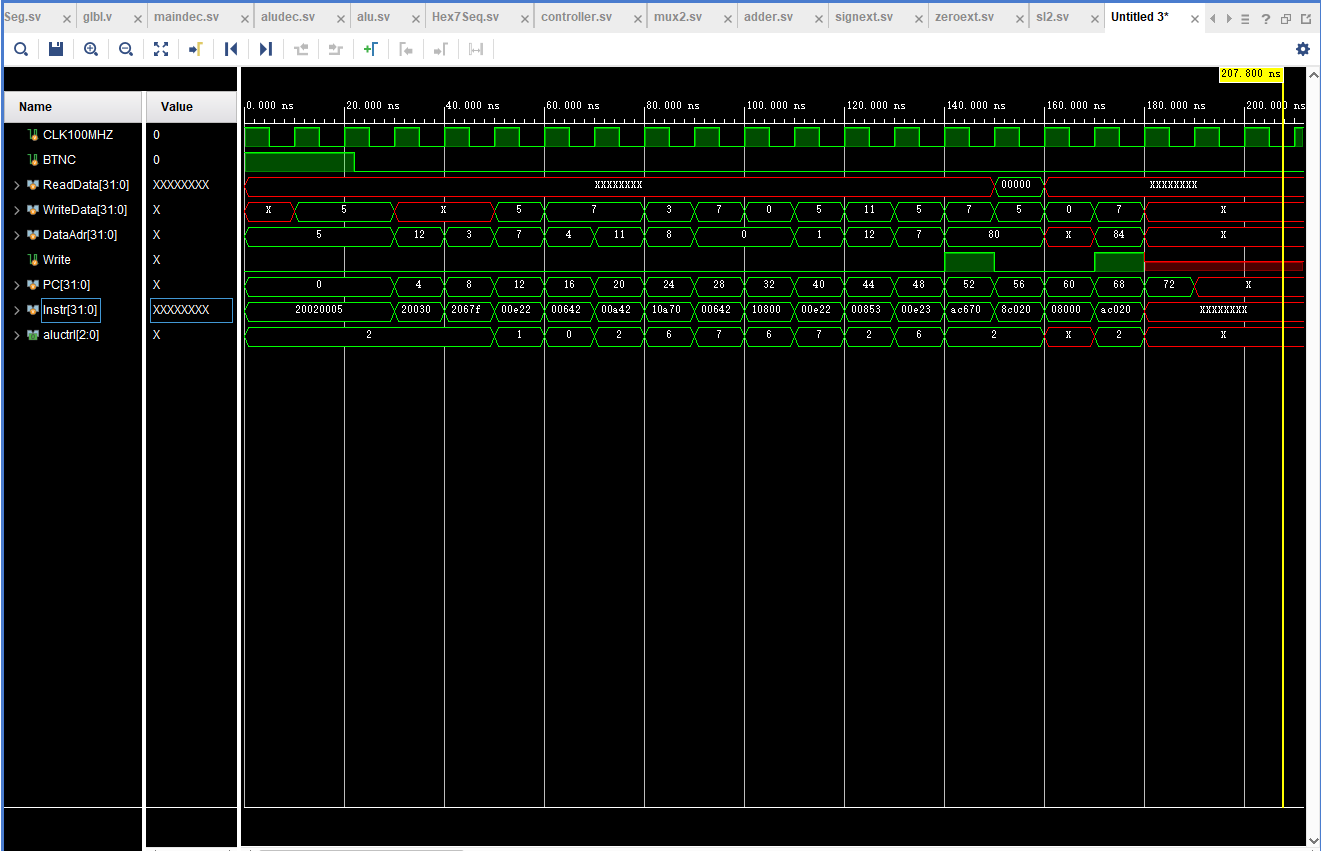 Seg.sv glbl.v maindec.sv aludec.sv alu.sv Hex7Seq.sv controller.sv mux2.sv adder.sv signext.sv zeroext.sv sl2.sv Untitled 3*
207.800 ns
Name Value
0.000 ns 20.000 ns 40.000 ns 60.000 ns 80.000 ns 100.000 ns 120.000 ns 140.000 ns 160.000 ns 180.000 ns 200.000 ns
CLK100MHZ 0
BTNC 0
ReadData[31:0] XXXXXXXX XXXXXXXX 00000 XXXXXXXX
WriteData[31:0] X X 5 X 5 7 3 7 0 5 11 5 7 5 0 7 X
DataAdr[31:0] X 5 12 3 7 4 11 8 0 1 12 7 80 X 84 X
Write X
PC[31:0] X 0 4 8 12 16 20 24 28 32 40 44 48 52 56 60 68 72 X
Instr[31:0] XXXXXXXX 20020005 20030 2067f 00e22 00642 00a42 10a70 00642 10800 00e22 00853 00e23 ac670 8c020 08000 ac020 XXXXXXXX
aluctrl[2:0] X 2 1 0 2 6 7 6 7 2 6 2 X 2 X